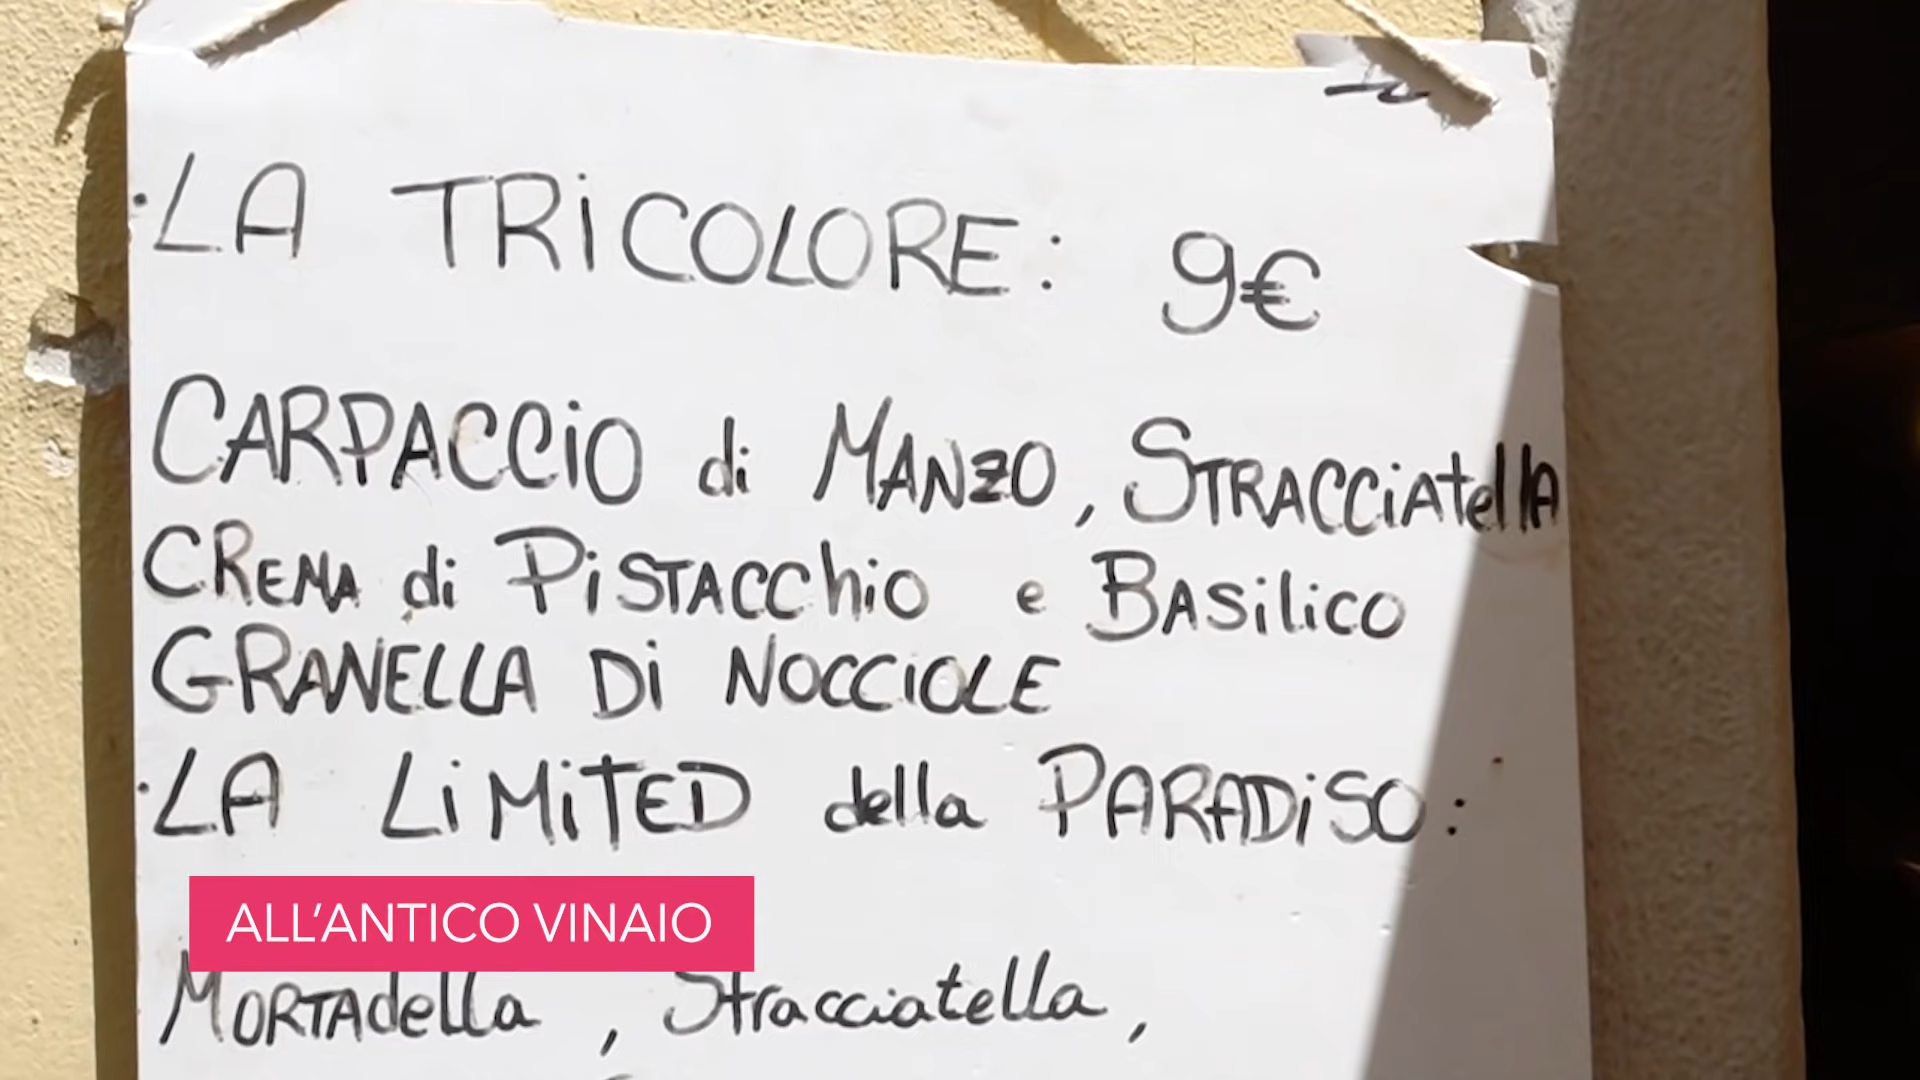 ·LA TRiCOLORE: 9€
CARPACCiO di MANZO, STRACCiAtellA
CREMA di PiSTACChiO e BASiliCO
GRANELLA Di NOCCiOLE
·LA LiMiTED della PARADiSO:
ALL'ANTICO VINAIO
MORTAdella, Stracciatella,